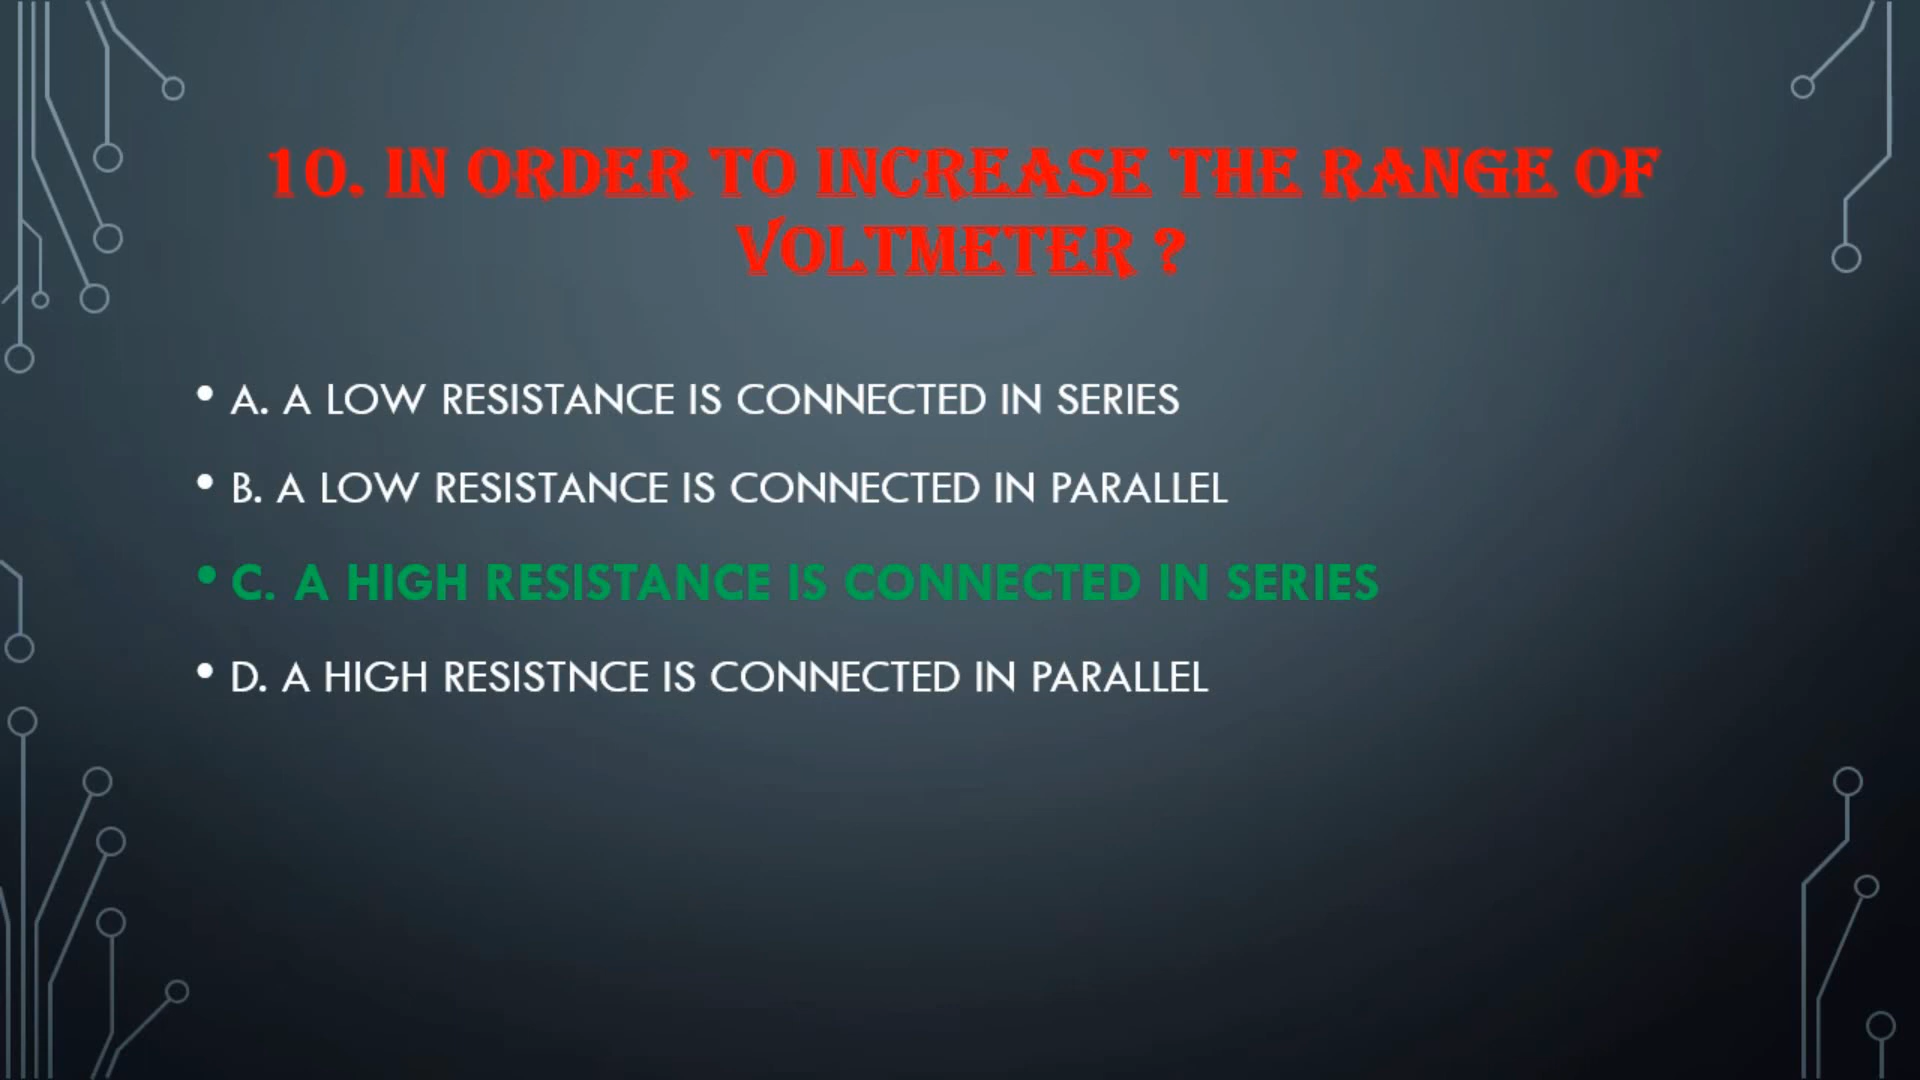 10. IN ORDER TO INCREASE THE RANGE OF
VOLTMETER ?
• A. A LOW RESISTANCE IS CONNECTED IN SERIES
• B. A LOW RESISTANCE IS CONNECTED IN PARALLEL
• C. A HIGH RESISTANCE IS CONNECTED IN SERIES
• D. A HIGH RESISTNCE IS CONNECTED IN PARALLEL